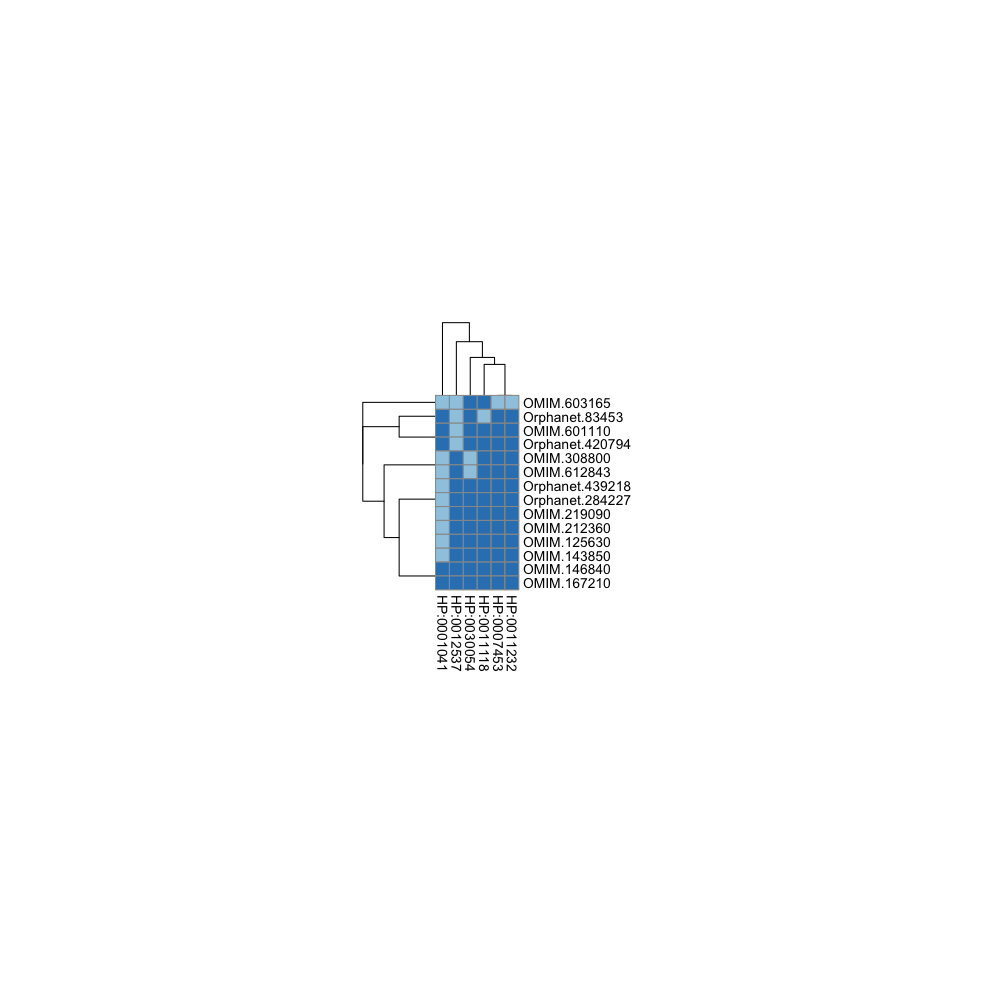 OMIM.603165
Orphanet.83453
OMIM.601110
Orphanet.420794
OMIM.308800
OMIM.612843
Orphanet.439218
Orphanet.284227
OMIM.219090
OMIM.212360
OMIM.125630
OMIM.143850
OMIM.146840
OMIM.167210
HP:0001041
HP:0012537
HP:0030054
HP:0011118
HP:0007453
HP:0011232